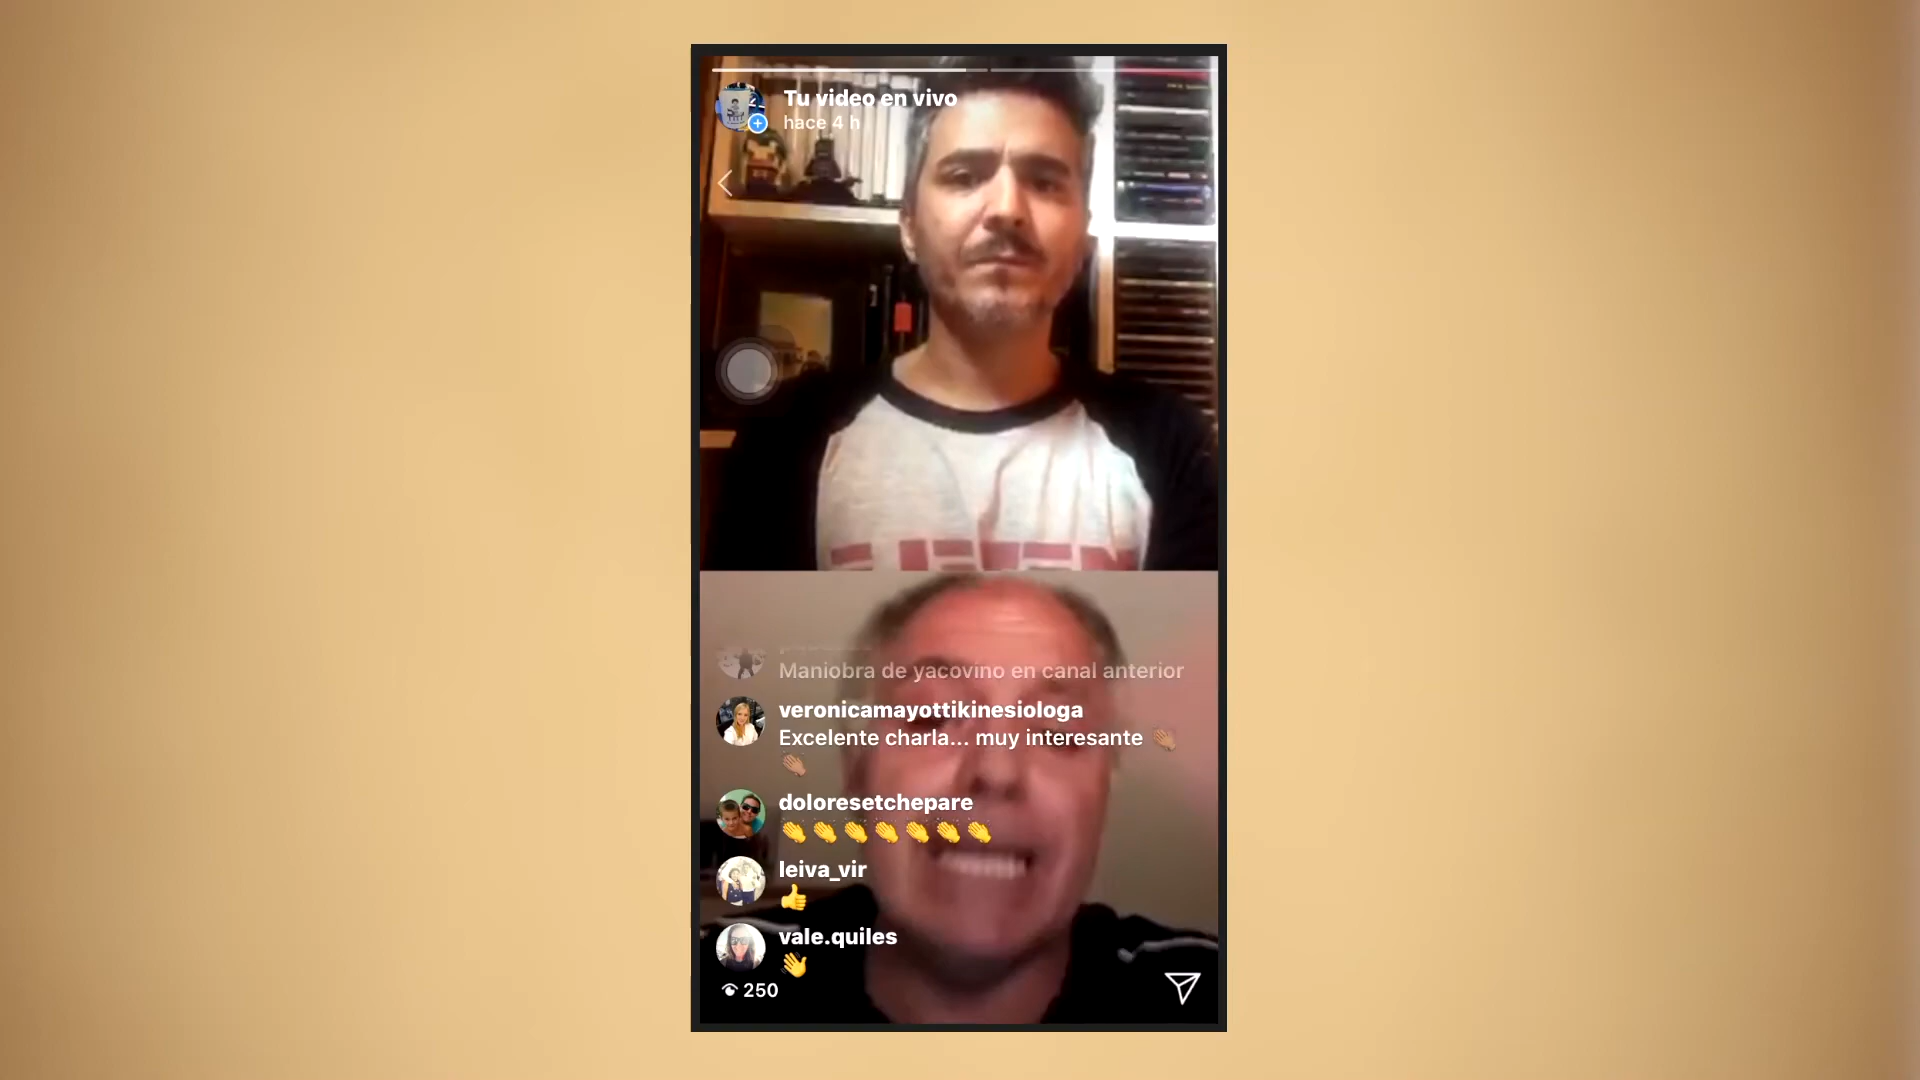 Tu video en vivo
hace 4 h
Maniobra de yacovino en canal anterior
veronicamayottikinesiologa
Excelente charla... muy interesante 👏🏽
👏🏽
doloresetchepare
👏👏👏👏👏👏👏
leiva_vir
👍
vale.quiles
👋
250